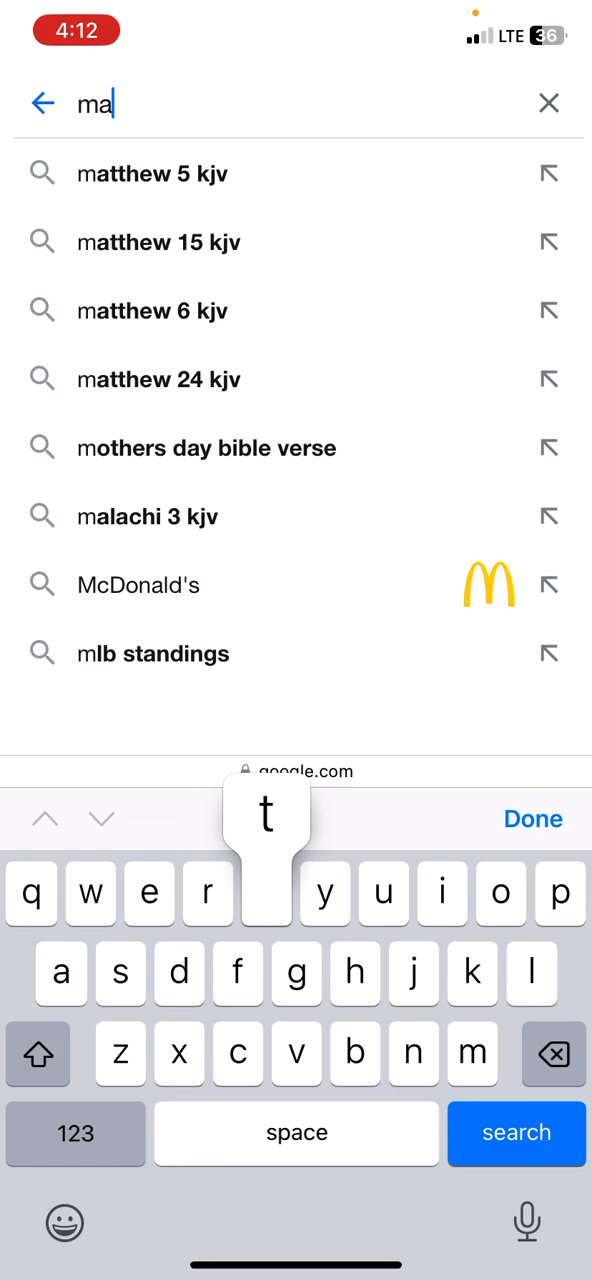 4:12
LTE 36
ma
matthew 5 kjv
matthew 15 kjv
matthew 6 kjv
matthew 24 kjv
mothers day bible verse
malachi 3 kjv
McDonald's
mlb standings
google.com
t
Done
q w e r y u i o p
a s d f g h j k l
z x c v b n m
123 space search